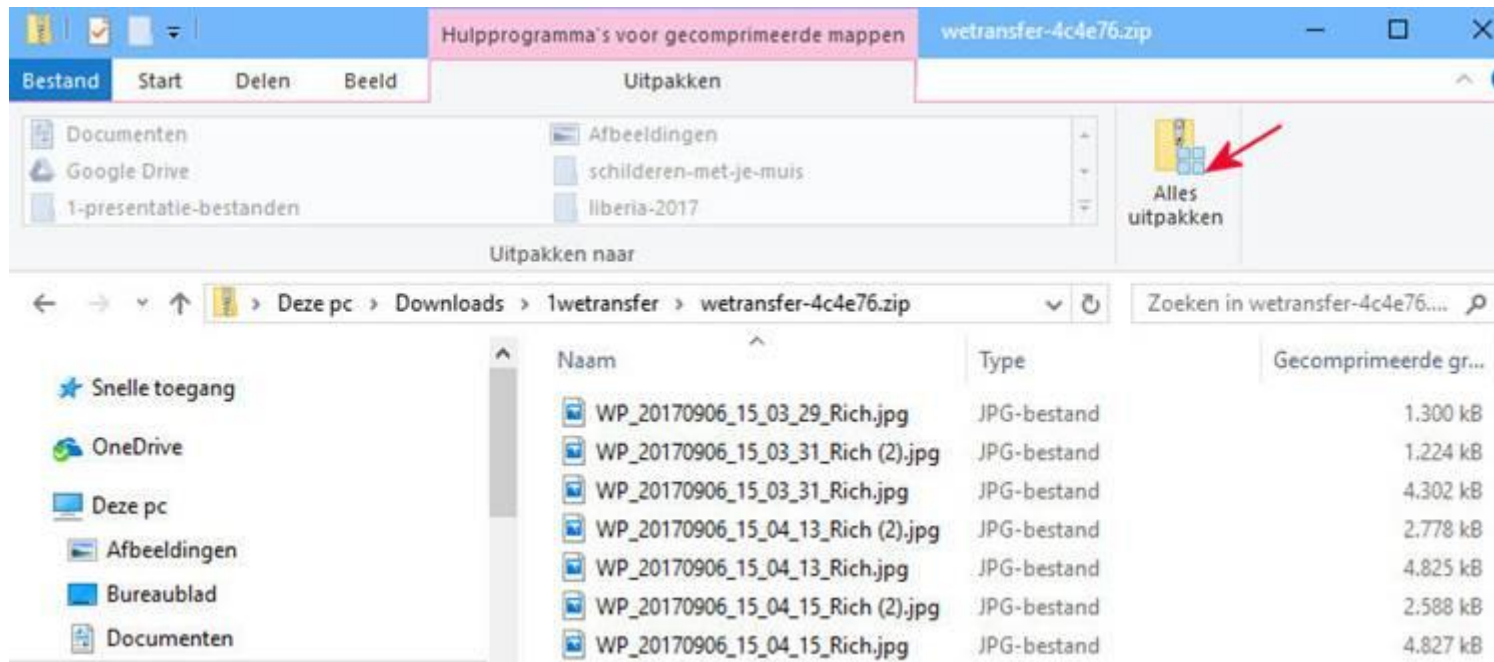 Hulpprogramma's voor gecomprimeerde mappen wetransfer-4c4e76.zip
Bestand Start Delen Beeld Uitpakken
Documenten Afbeeldingen
Google Drive schilderen-met-je-muis
1-presentatie-bestanden liberia-2017
Alles
uitpakken
Uitpakken naar
Deze pc > Downloads > 1wetransfer > wetransfer-4c4e76.zip Zoeken in wetransfer-4c4e76....
Snelle toegang
OneDrive
Deze pc
Afbeeldingen
Bureaublad
Documenten
Naam Type Gecomprimeerde gr...
WP_20170906_15_03_29_Rich.jpg JPG-bestand 1.300 kB
WP_20170906_15_03_31_Rich (2).jpg JPG-bestand 1.224 kB
WP_20170906_15_03_31_Rich.jpg JPG-bestand 4.302 kB
WP_20170906_15_04_13_Rich (2).jpg JPG-bestand 2.778 kB
WP_20170906_15_04_13_Rich.jpg JPG-bestand 4.825 kB
WP_20170906_15_04_15_Rich (2).jpg JPG-bestand 2.588 kB
WP_20170906_15_04_15_Rich.jpg JPG-bestand 4.827 kB